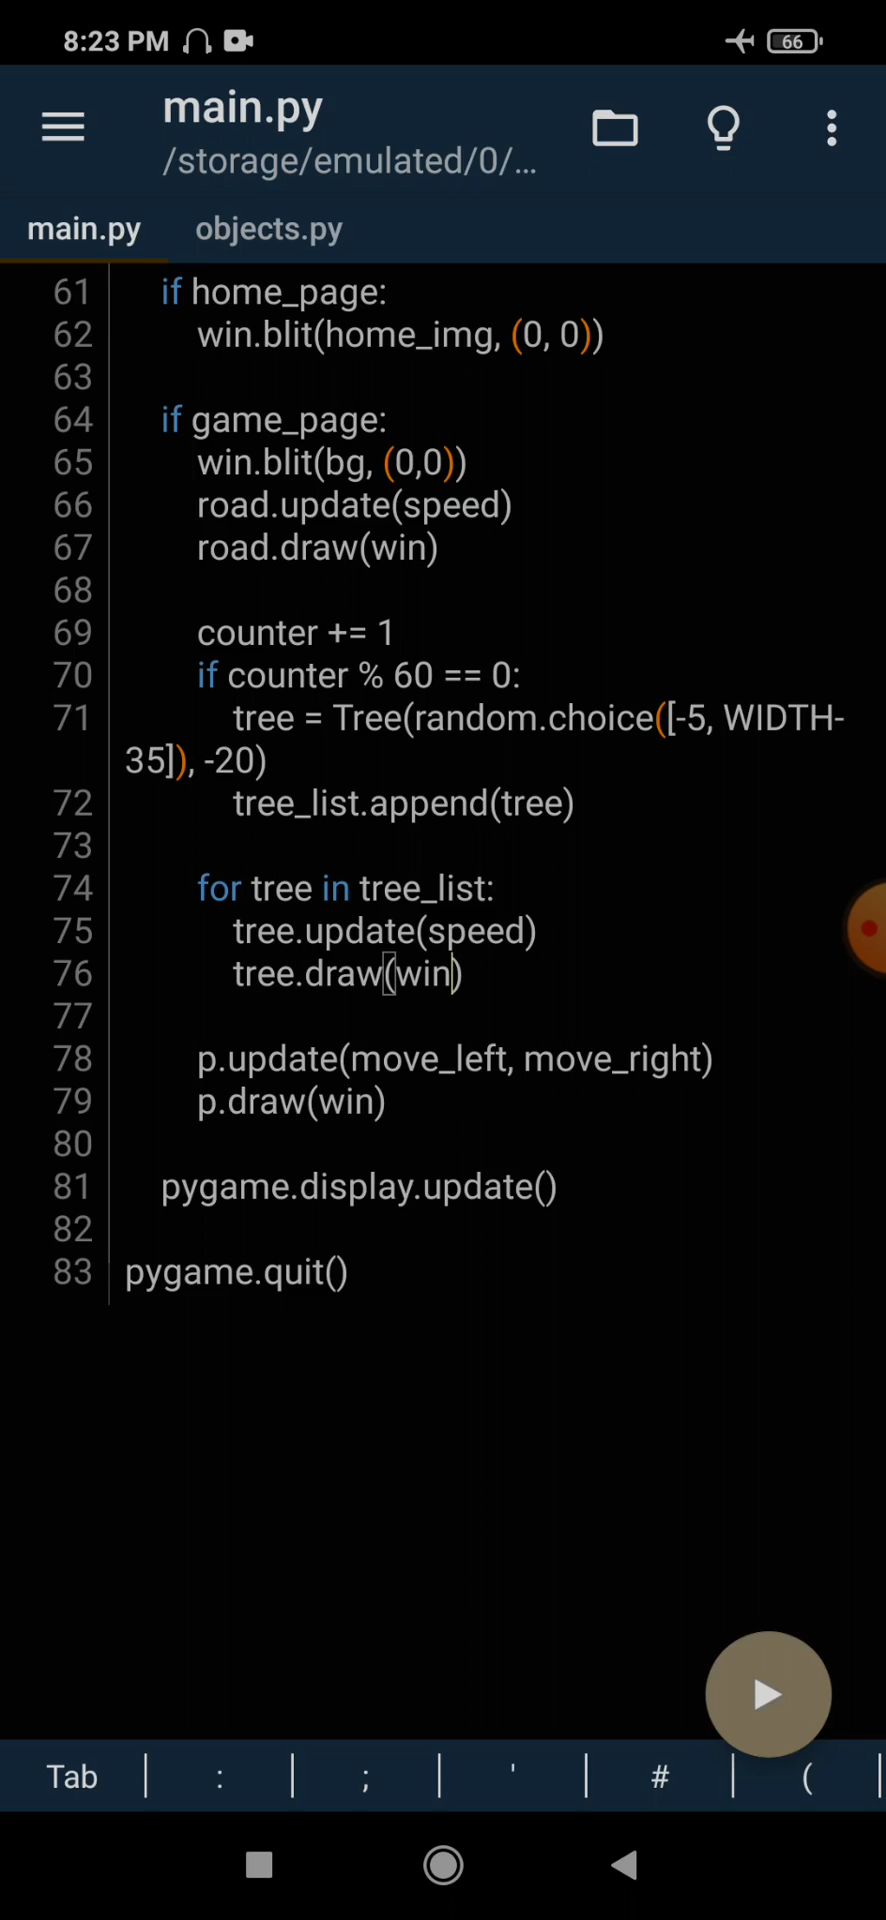 8:23 PM 66
main.py
/storage/emulated/0/...
main.py objects.py
61 if home_page:
62 win.blit(home_img, (0, 0))
63
64 if game_page:
65 win.blit(bg, (0,0))
66 road.update(speed)
67 road.draw(win)
68
69 counter += 1
70 if counter % 60 == 0:
71 tree = Tree(random.choice([-5, WIDTH-
35]), -20)
72 tree_list.append(tree)
73
74 for tree in tree_list:
75 tree.update(speed)
76 tree.draw(win)
77
78 p.update(move_left, move_right)
79 p.draw(win)
80
81 pygame.display.update()
82
83 pygame.quit()
Tab | : | ; | ' | # | ( |